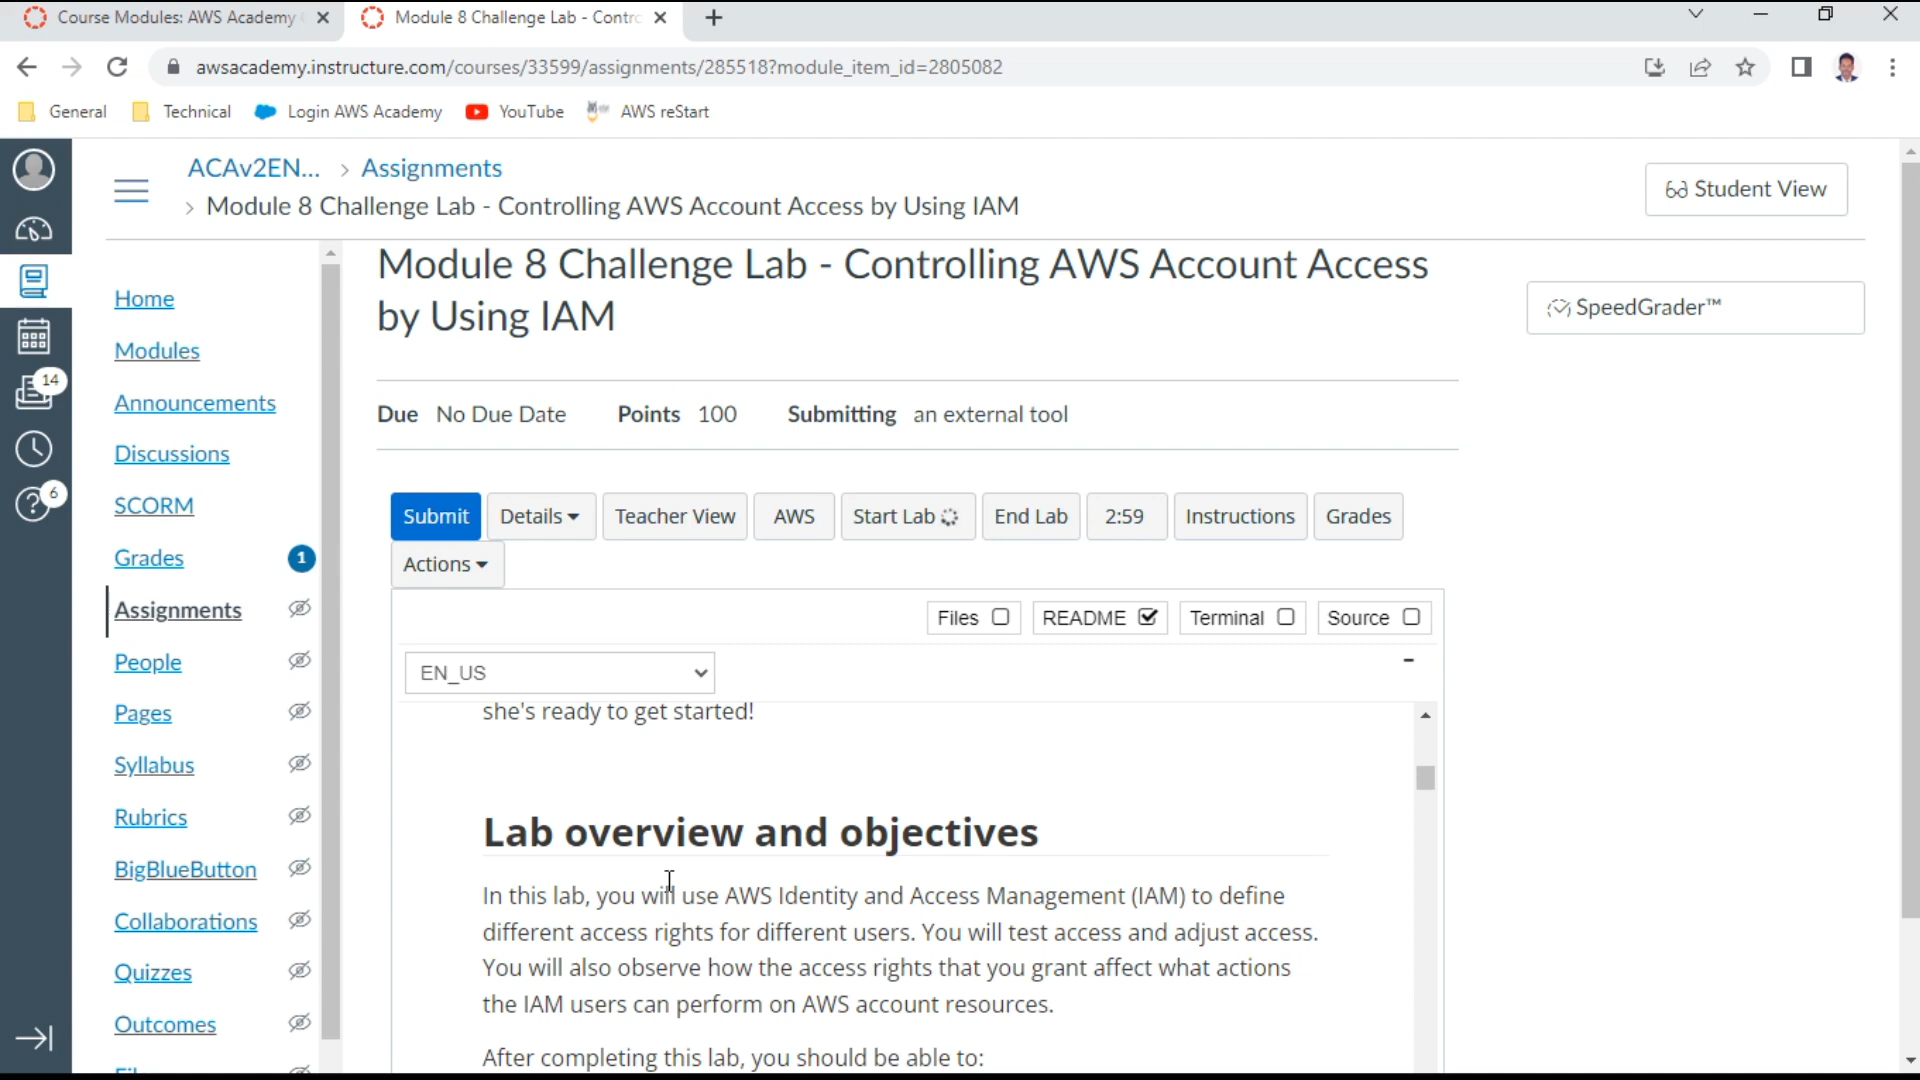 Course Modules: AWS Academy
Module 8 Challenge Lab - Contro
awsacademy.instructure.com/courses/33599/assignments/285518?module_item_id=2805082
General Technical Login AWS Academy YouTube AWS reStart
ACAv2EN... > Assignments
> Module 8 Challenge Lab - Controlling AWS Account Access by Using IAM
Student View
14
6
Home
Modules
Announcements
Discussions
SCORM
Grades 1
Assignments
People
Pages
Syllabus
Rubrics
BigBlueButton
Collaborations
Quizzes
Outcomes
Module 8 Challenge Lab - Controlling AWS Account Access
by Using IAM
SpeedGrader™
Due No Due Date Points 100 Submitting an external tool
Submit Details Teacher View AWS Start Lab End Lab 2:59 Instructions Grades
Actions
Files README Terminal Source
EN_US
she's ready to get started!
Lab overview and objectives
In this lab, you will use AWS Identity and Access Management (IAM) to define
different access rights for different users. You will test access and adjust access.
You will also observe how the access rights that you grant affect what actions
the IAM users can perform on AWS account resources.
After completing this lab, you should be able to: